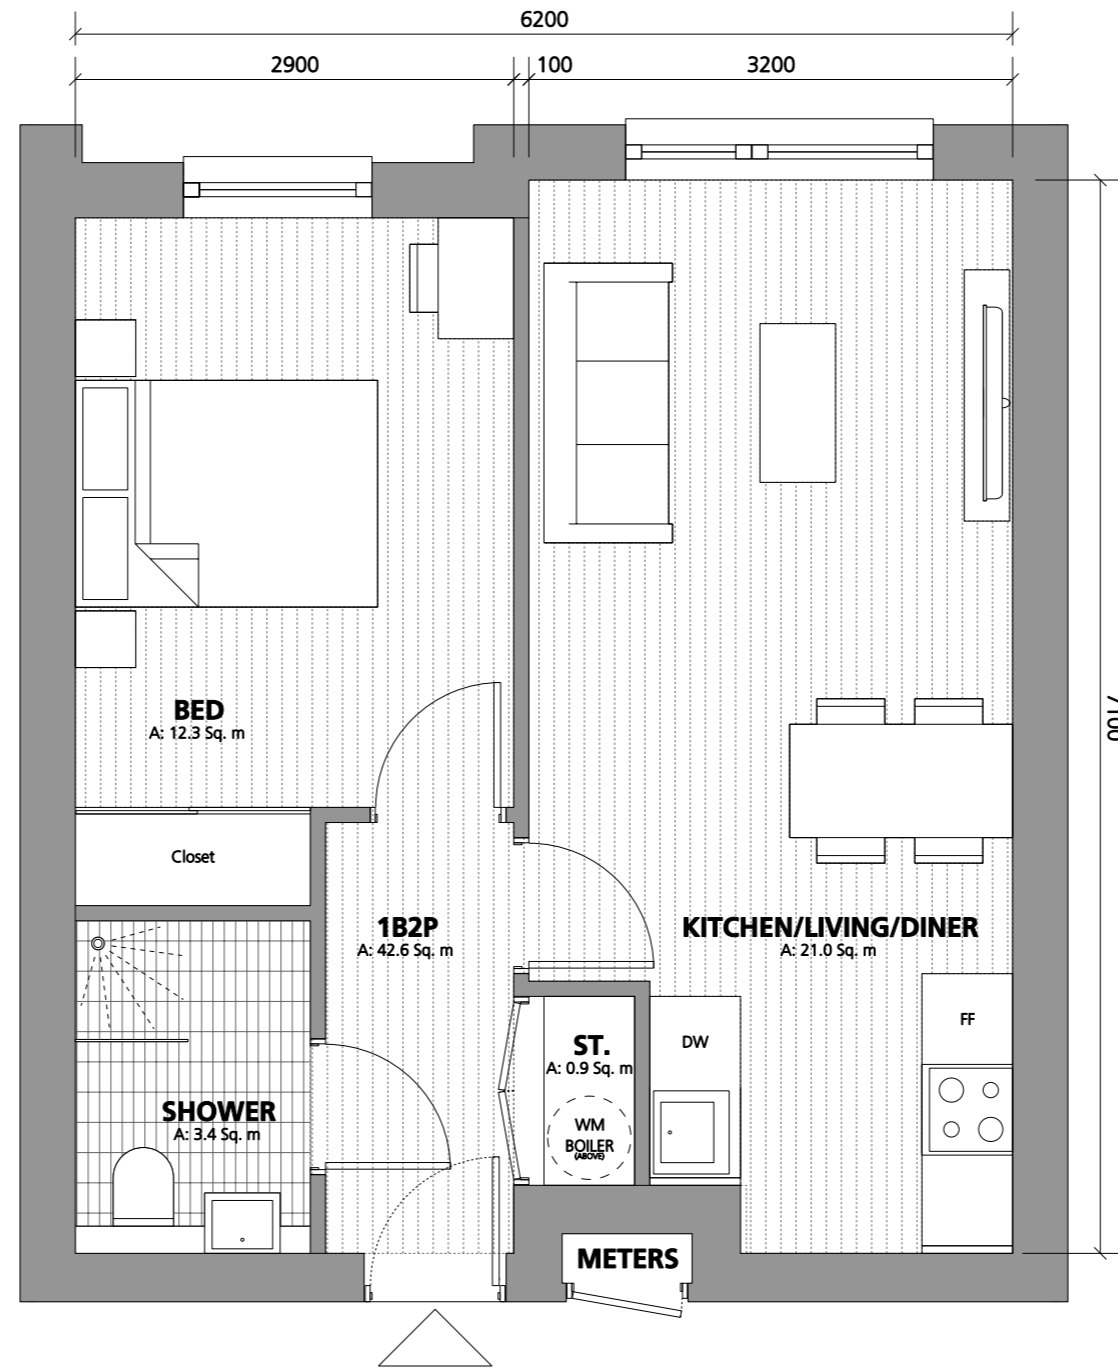 6200
2900
100
3200
7100
BED
A: 12.3 Sq. m
Closet
1B2P
A: 42.6 Sq. m
KITCHEN/LIVING/DINER
A: 21.0 Sq. m
FF
DW
ST.
A: 0.9 Sq. m
SHOWER
A: 3.4 Sq. m
WM
BOILER
(ABOVE)
METERS